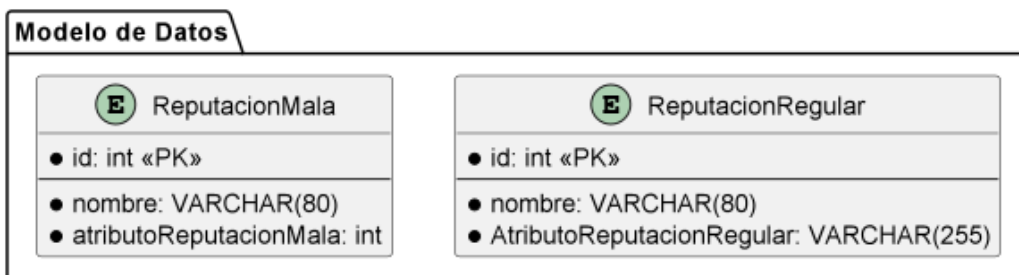 Modelo de Datos
E ReputacionMala
id: int «PK»
nombre: VARCHAR(80)
atributoReputacionMala: int
E ReputacionRegular
id: int «PK»
nombre: VARCHAR(80)
AtributoReputacionRegular: VARCHAR(255)